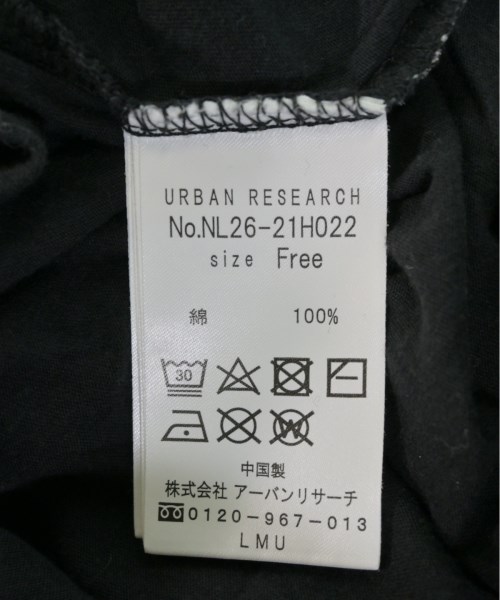 URBAN RESEARCH
No.NL26-21H022
size Free
綿 100%
30
W
中国製
株式会社 アーバンリサーチ
0120-967-013
LMU